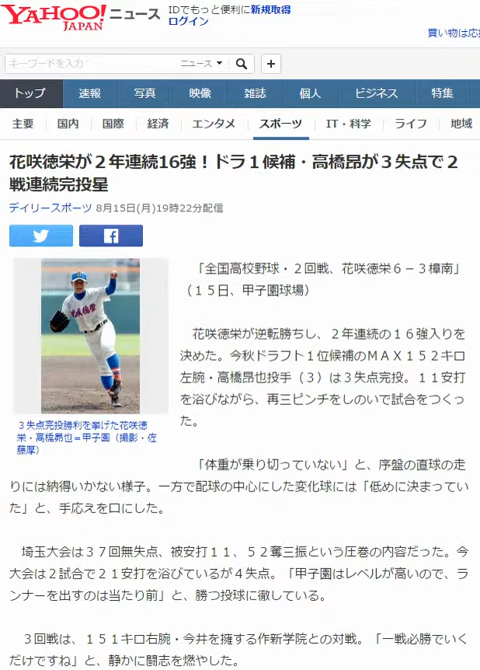 YAHOO! ニュース
JAPAN
IDでもっと便利に新規取得
ログイン
買い物は応
キーワードを入力
ニュース
トップ 速報 写真 映像 雑誌 個人 ビジネス 特集
主要 国内 国際 経済 エンタメ スポーツ IT・科学 ライフ 地域
花咲徳栄が２年連続16強！ドラ１候補・高橋昂が３失点で２
戦連続完投星
デイリースポーツ 8月15日(月)19時22分配信
「全国高校野球・２回戦、花咲徳栄６－３樟南」
（１５日、甲子園球場）
花咲徳栄が逆転勝ちし、２年連続の１６強入りを
決めた。今秋ドラフト１位候補のＭＡＸ１５２キロ
左腕・高橋昂也投手（３）は３失点完投。１１安打
を浴びながら、再三ピンチをしのいで試合をつくっ
た。
３失点完投勝利を挙げた花咲徳
栄・高橋昂也＝甲子園（撮影・佐
藤厚）
「体重が乗り切っていない」と、序盤の直球の走
りには納得いかない様子。一方で配球の中心にした変化球には「低めに決まってい
た」と、手応えを口にした。
埼玉大会は３７回無失点、被安打１１、５２奪三振という圧巻の内容だった。今
大会は２試合で２１安打を浴びているが４失点。「甲子園はレベルが高いので、ラ
ンナーを出すのは当たり前」と、勝つ投球に徹している。
３回戦は、１５１キロ右腕・今井を擁する作新学院との対戦。「一戦必勝でいく
だけですね」と、静かに闘志を燃やした。